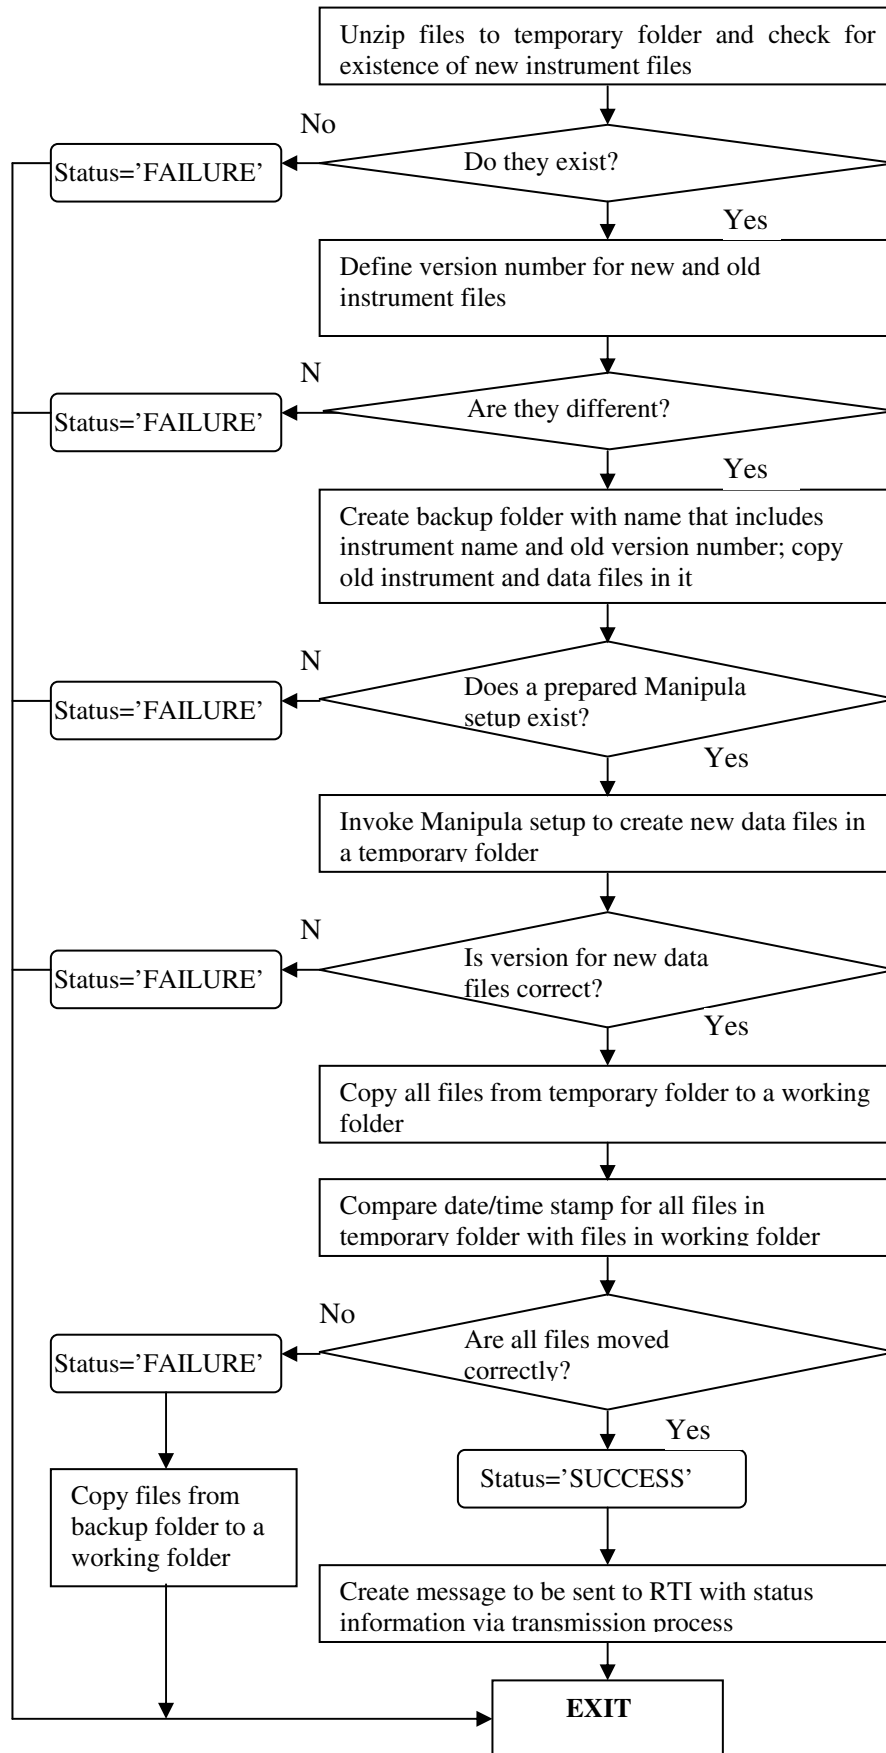 Unzip files to temporary folder and check for
existence of new instrument files
No
Status='FAILURE'
Do they exist?
Yes
Define version number for new and old
instrument files
N
Status='FAILURE'
Are they different?
Yes
Create backup folder with name that includes
instrument name and old version number; copy
old instrument and data files in it
N
Status='FAILURE'
Does a prepared Manipula
setup exist?
Yes
Invoke Manipula setup to create new data files in
a temporary folder
N
Status='FAILURE'
Is version for new data
files correct?
Yes
Copy all files from temporary folder to a working
folder
Compare date/time stamp for all files in
temporary folder with files in working folder
No
Status='FAILURE'
Are all files moved
correctly?
Yes
Status='SUCCESS'
Copy files from
backup folder to a
working folder
Create message to be sent to RTI with status
information via transmission process
EXIT